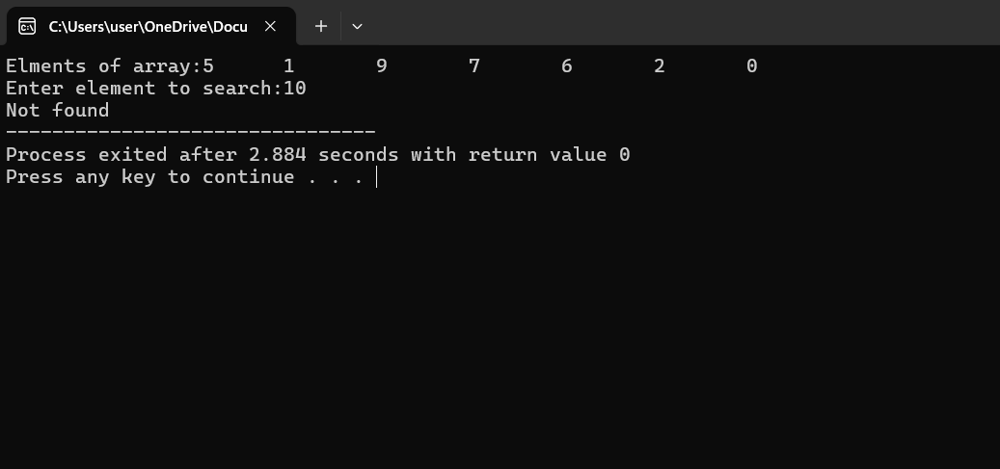 C:\Users\user\OneDrive\Docu
Elments of array:5 1 9 7 6 2 0
Enter element to search:10
Not found
--------------------------------
Process exited after 2.884 seconds with return value 0
Press any key to continue . . .